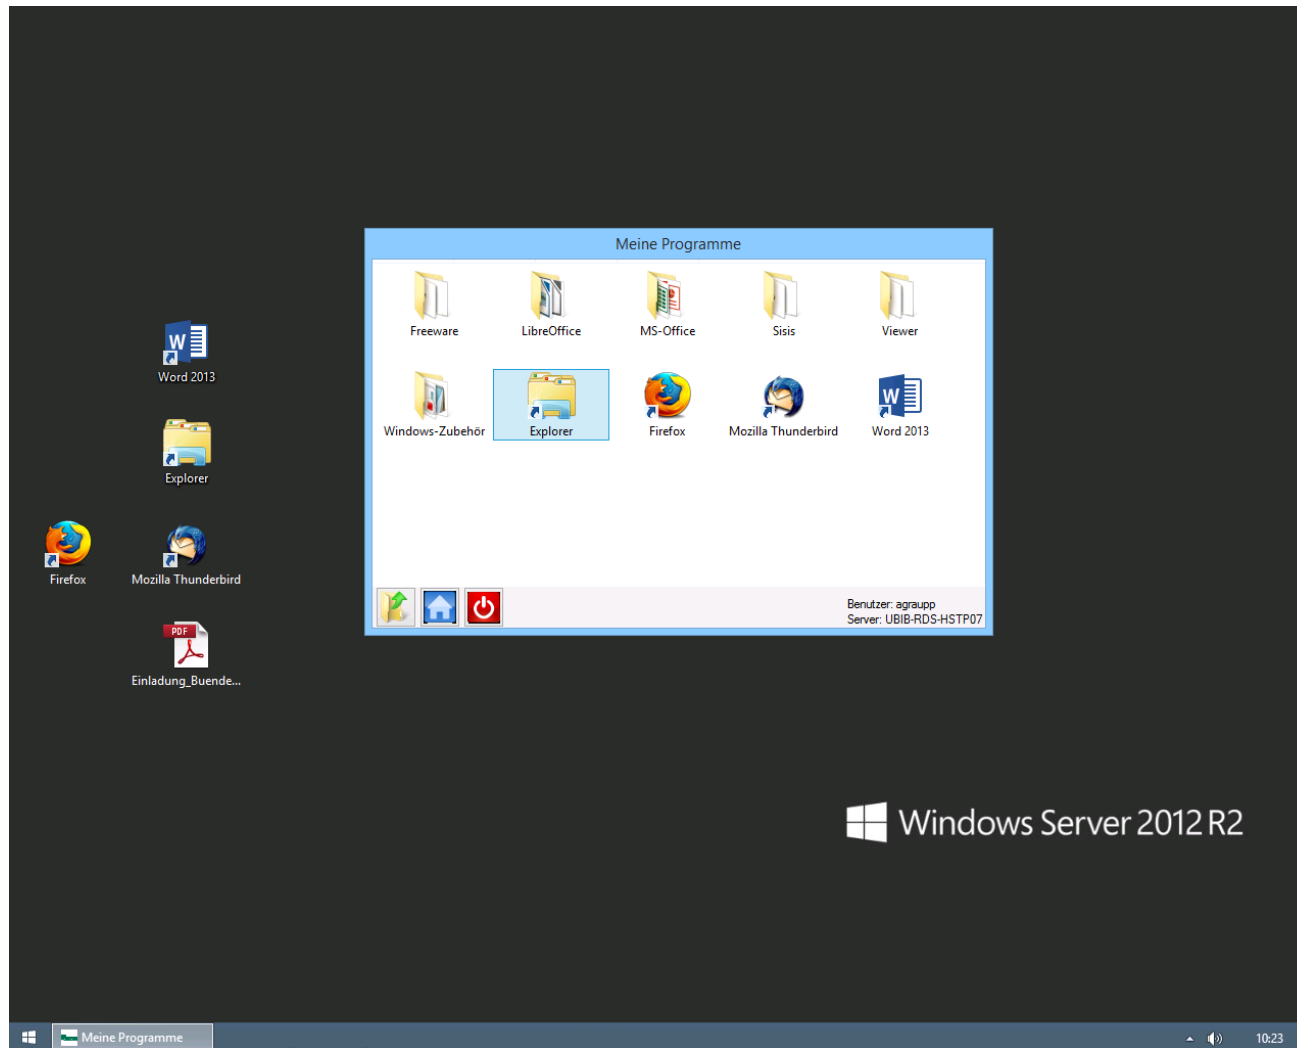 Meine Programme
Freeware
LibreOffice
MS-Office
Sisis
Viewer
Windows-Zubehör
Explorer
Firefox
Mozilla Thunderbird
Word 2013
Benutzer: agraupp
Server: UBIB-RDS-HSTP07
Word 2013
Explorer
Firefox
Mozilla Thunderbird
PDF
Einladung_Buende...
Windows Server 2012 R2
Meine Programme
10:23